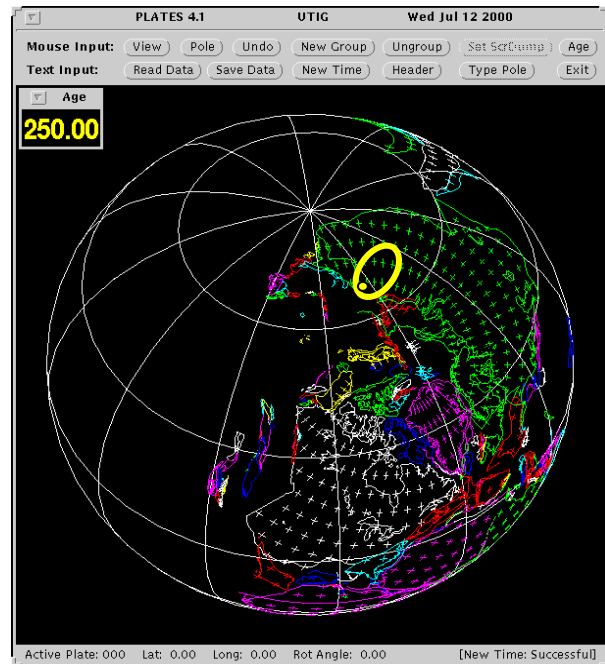 PLATES 4.1 UTIG Wed Jul 12 2000
Mouse Input: View Pole Undo New Group Ungroup Set ScrDump Age
Text Input: Read Data Save Data New Time Header Type Pole Exit
Age
250.00
Active Plate: 000 Lat: 0.00 Long: 0.00 Rot Angle: 0.00 [New Time: Successful]